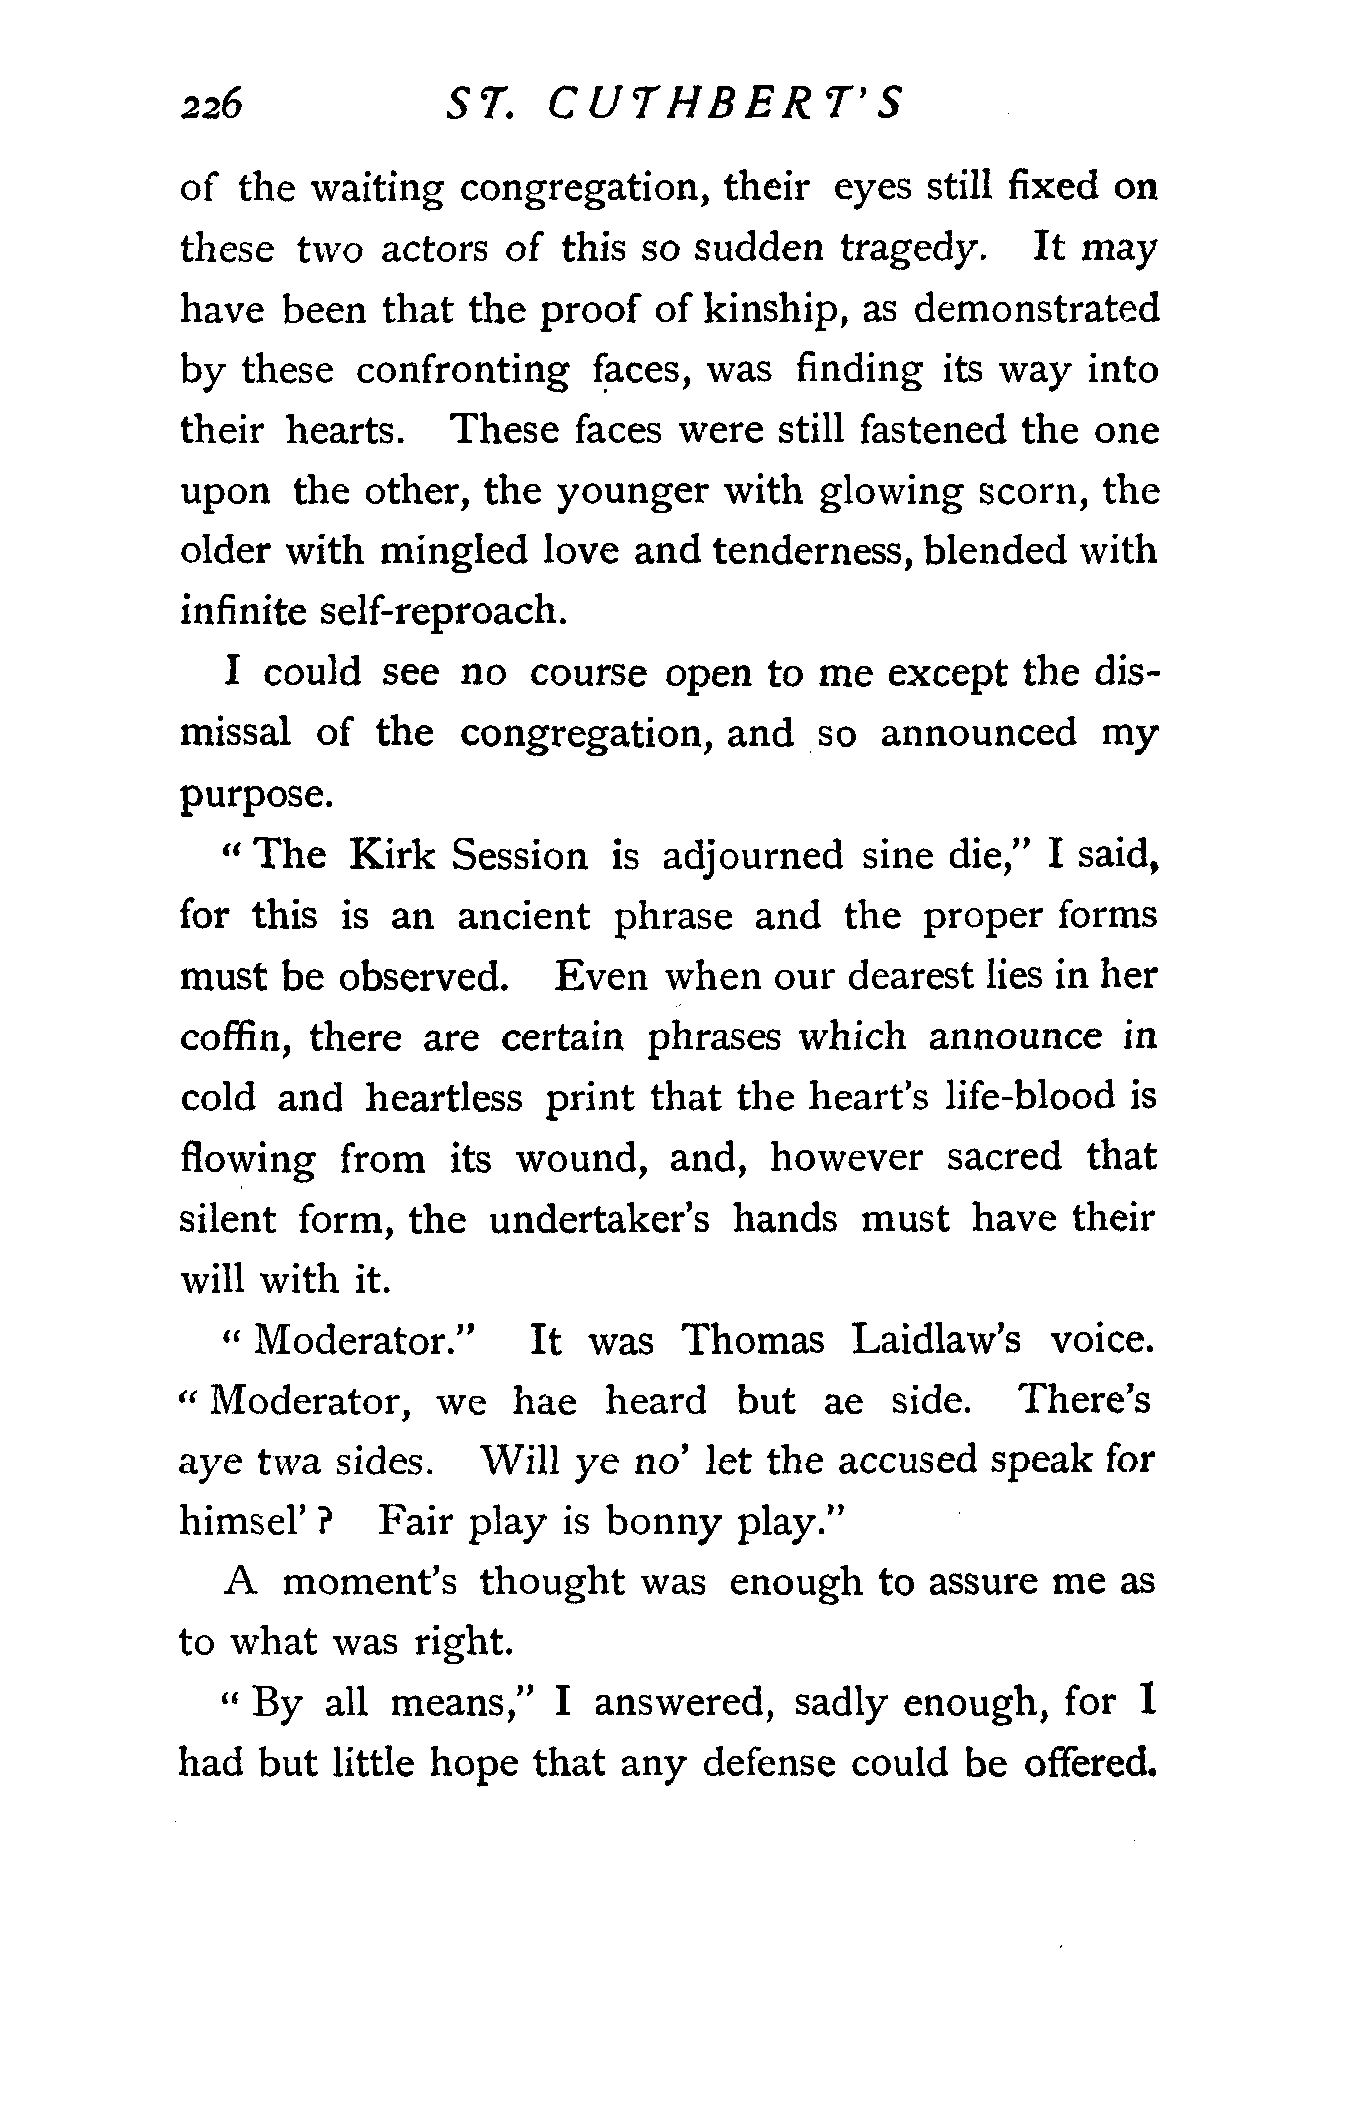 226 ST. CUTHBERT'S
of the waiting congregation, their eyes still fixed on
these two actors of this so sudden tragedy. It may
have been that the proof of kinship, as demonstrated
by these confronting faces, was finding its way into
their hearts. These faces were still fastened the one
upon the other, the younger with glowing scorn, the
older with mingled love and tenderness, blended with
infinite self-reproach.
I could see no course open to me except the dis-
missal of the congregation, and so announced my
purpose.
" The Kirk Session is adjourned sine die," I said,
for this is an ancient phrase and the proper forms
must be observed. Even when our dearest lies in her
coffin, there are certain phrases which announce in
cold and heartless print that the heart's life-blood is
flowing from its wound, and, however sacred that
silent form, the undertaker's hands must have their
will with it.
" Moderator." It was Thomas Laidlaw's voice.
" Moderator, we hae heard but ae side. There's
aye twa sides. Will ye no' let the accused speak for
himsel' ? Fair play is bonny play."
A moment's thought was enough to assure me as
to what was right.
" By all means," I answered, sadly enough, for I
had but little hope that any defense could be offered.